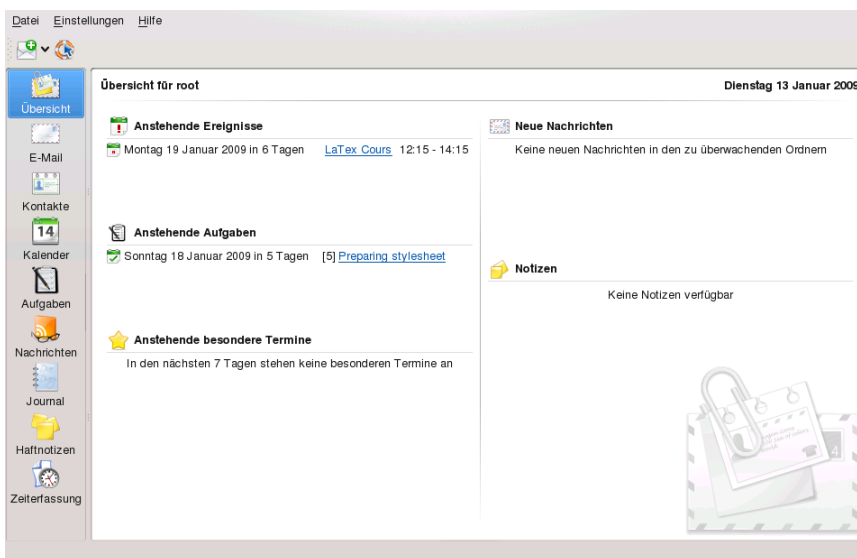 Datei Einstellungen Hilfe
Übersicht
E-Mail
Kontakte
14
Kalender
Aufgaben
Nachrichten
Journal
Haftnotizen
Zeiterfassung
Übersicht für root
Dienstag 13 Januar 2009
Anstehende Ereignisse
Montag 19 Januar 2009 in 6 Tagen LaTex Cours 12:15 - 14:15
Anstehende Aufgaben
Sonntag 18 Januar 2009 in 5 Tagen [5] Preparing stylesheet
Anstehende besondere Termine
In den nächsten 7 Tagen stehen keine besonderen Termine an
Neue Nachrichten
Keine neuen Nachrichten in den zu überwachenden Ordnern
Notizen
Keine Notizen verfügbar
4